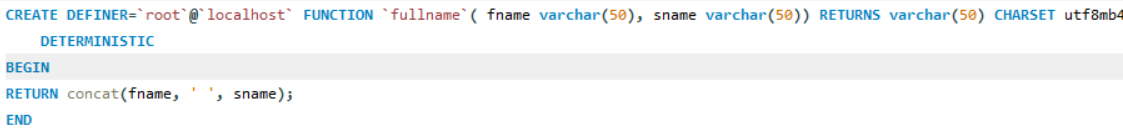 CREATE DEFINER=`root`@`localhost` FUNCTION `fullname`( fname varchar(50), sname varchar(50)) RETURNS varchar(50) CHARSET utf8mb4
DETERMINISTIC
BEGIN
RETURN concat(fname, ' ', sname);
END